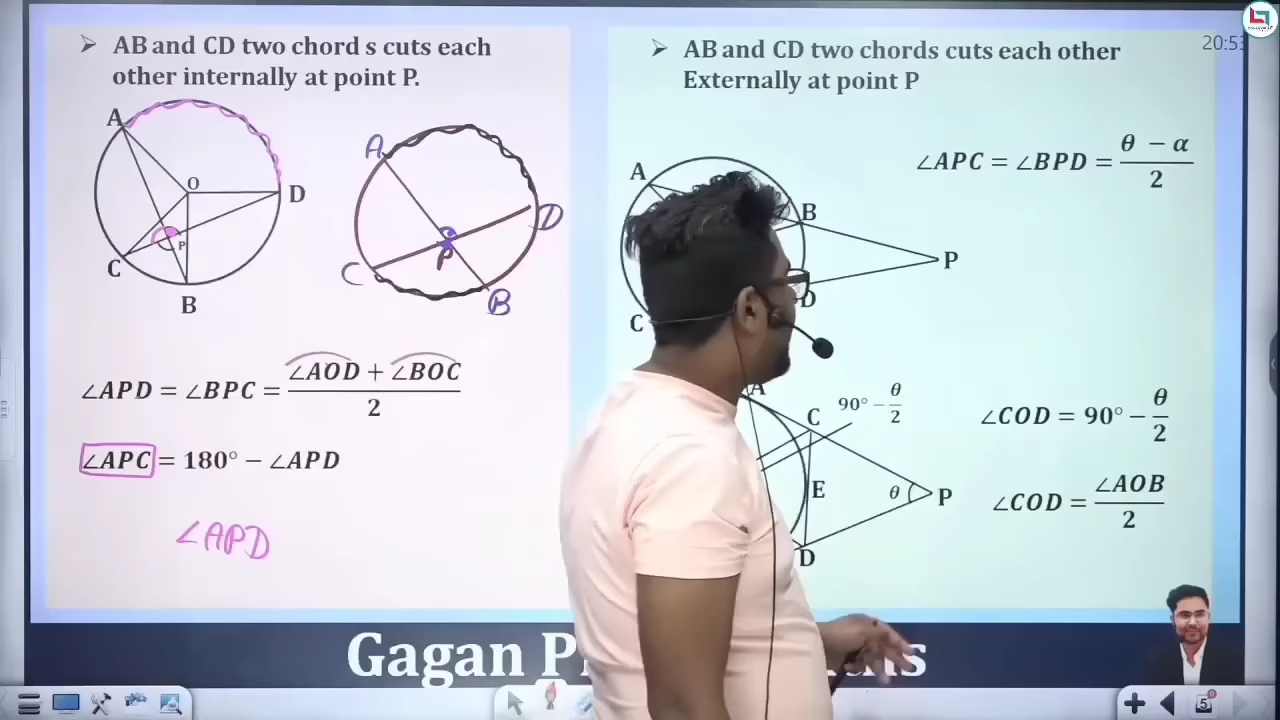 ➢ AB and CD two chord s cuts each
other internally at point P.
A
O
D
P
C
B
A
D
P
C
B
∠APD = ∠BPC = ∠AOD + ∠BOC / 2
∠APC = 180° − ∠APD
∠APD
20:53
➢ AB and CD two chords cuts each other
Externally at point P
∠APC = ∠BPD = θ − α / 2
A
B
P
D
C
A
C
90° − θ/2
E
θ
P
D
∠COD = 90° − θ/2
∠COD = ∠AOB / 2
Gagan P
s
5